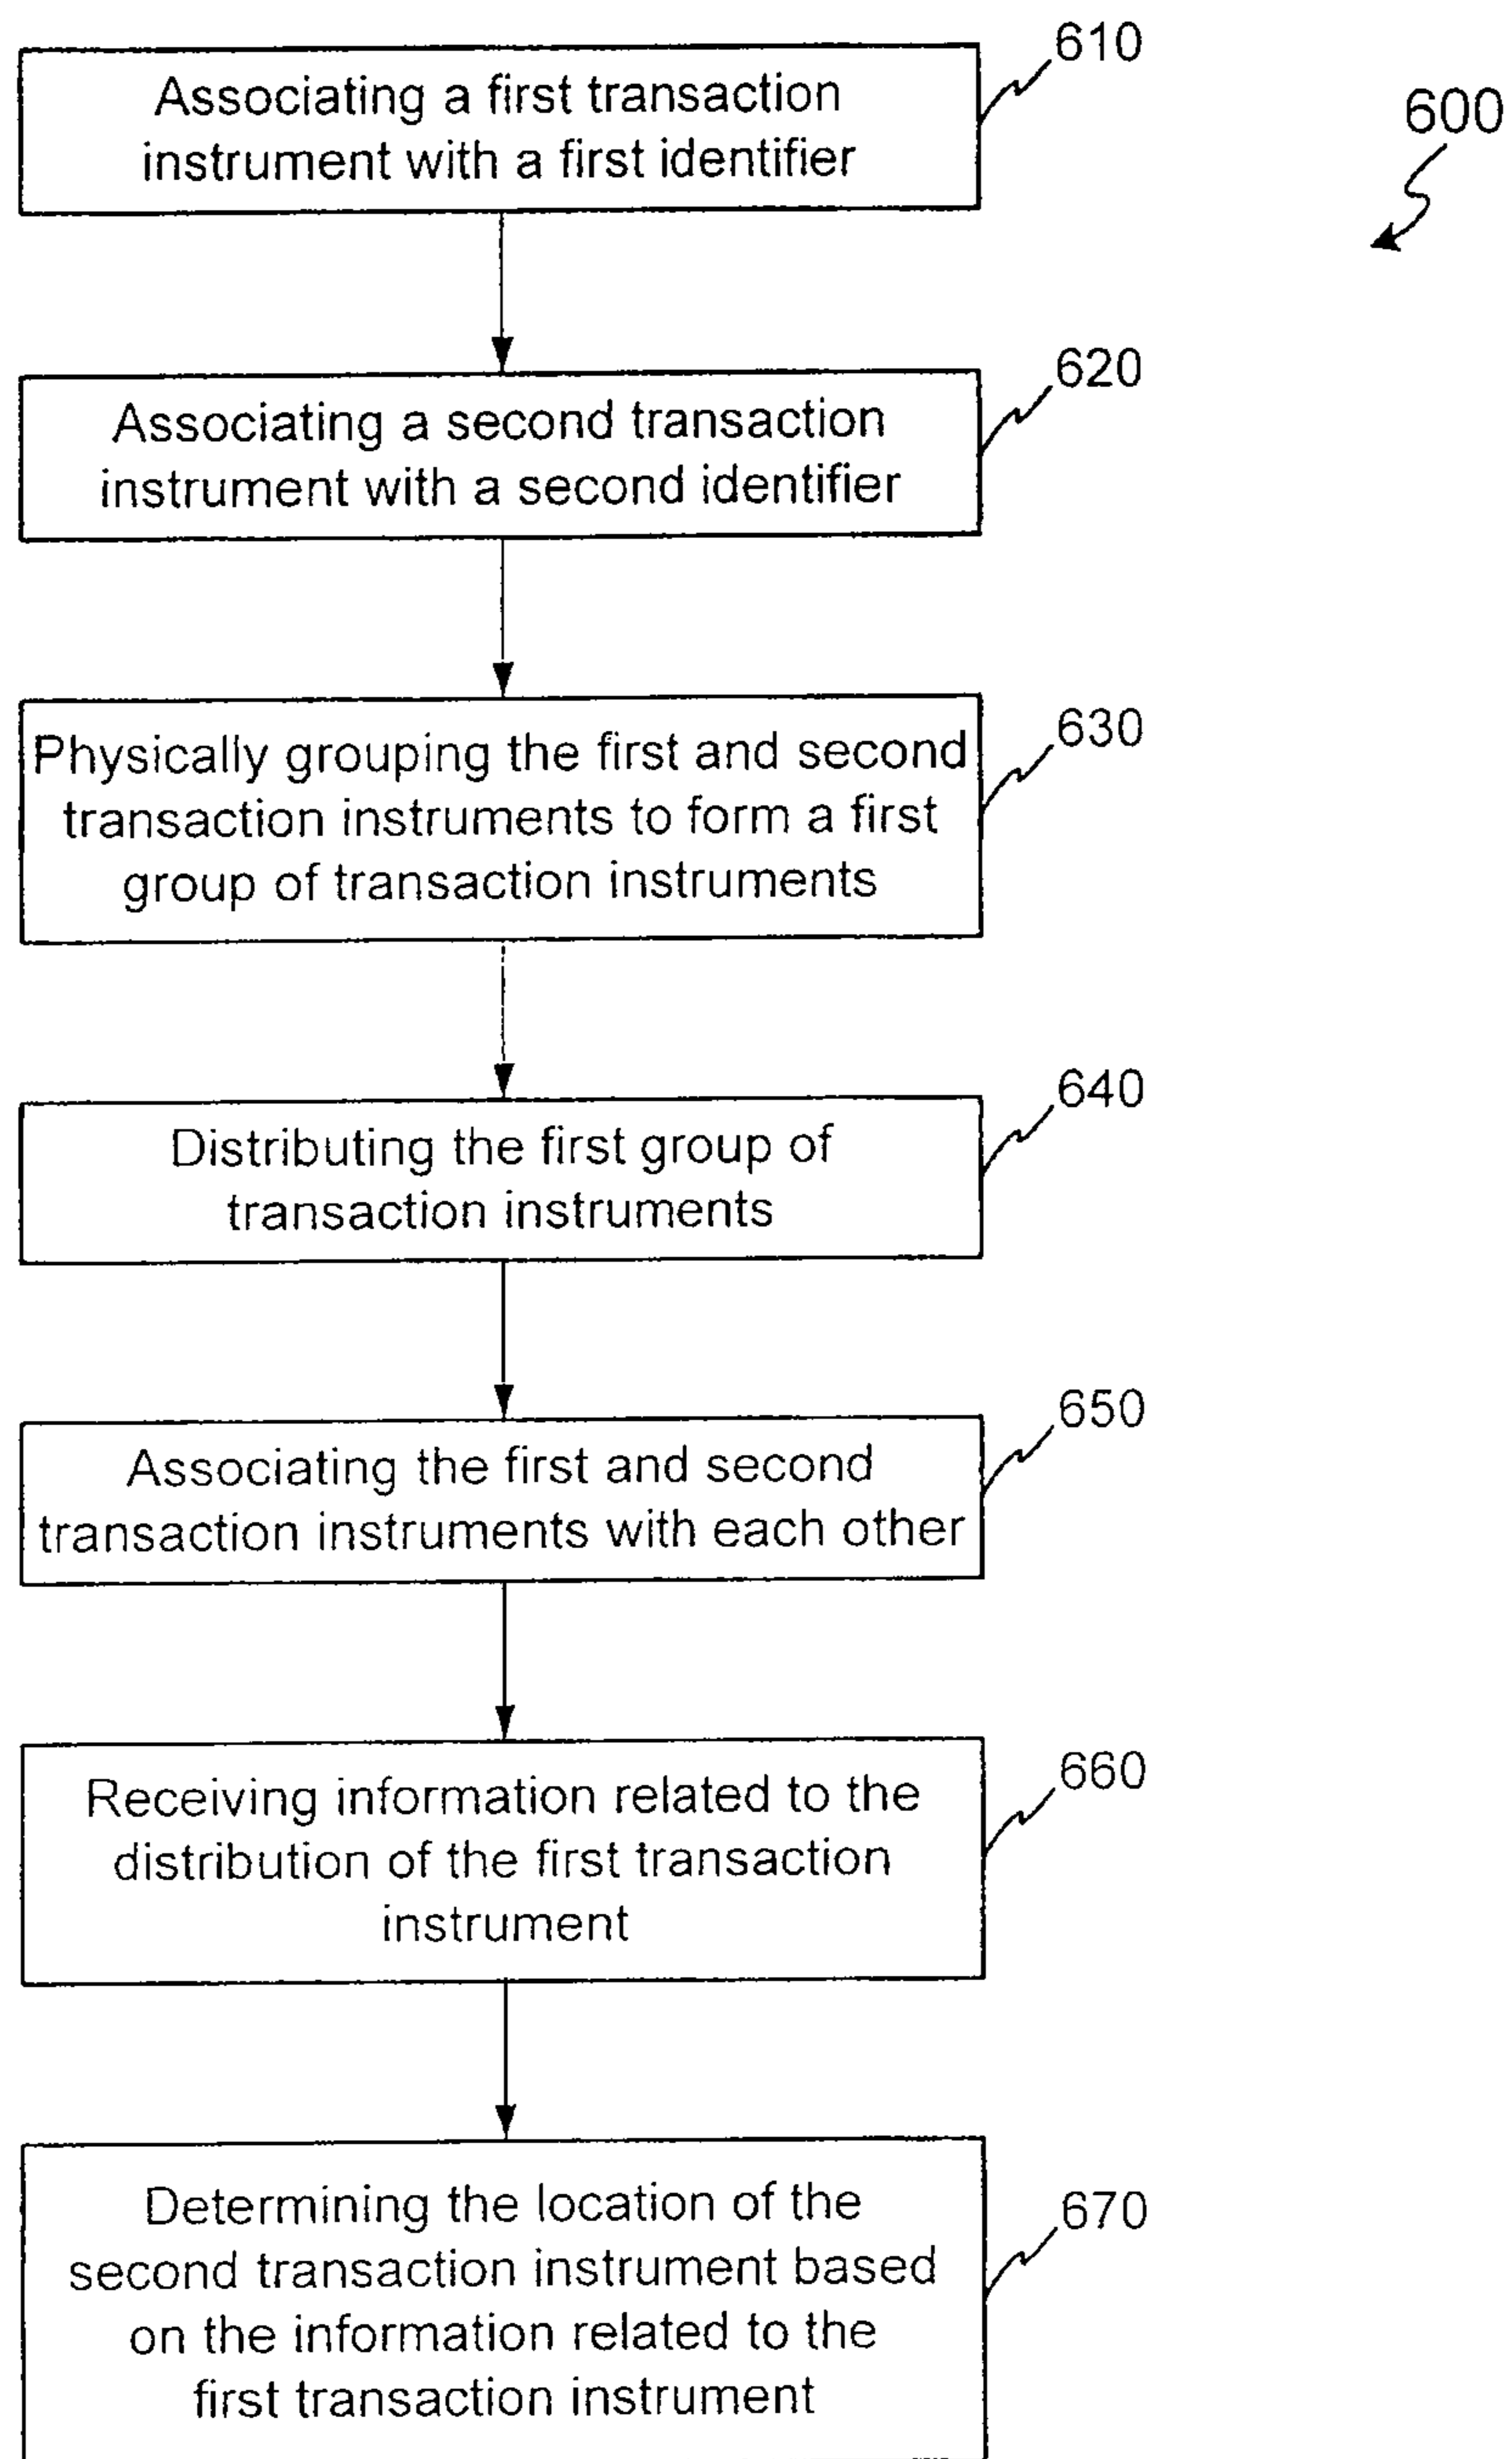 610
Associating a first transaction
instrument with a first identifier
600
620
Associating a second transaction
instrument with a second identifier
630
Physically grouping the first and second
transaction instruments to form a first
group of transaction instruments
640
Distributing the first group of
transaction instruments
650
Associating the first and second
transaction instruments with each other
660
Receiving information related to the
distribution of the first transaction
instrument
670
Determining the location of the
second transaction instrument based
on the information related to the
first transaction instrument